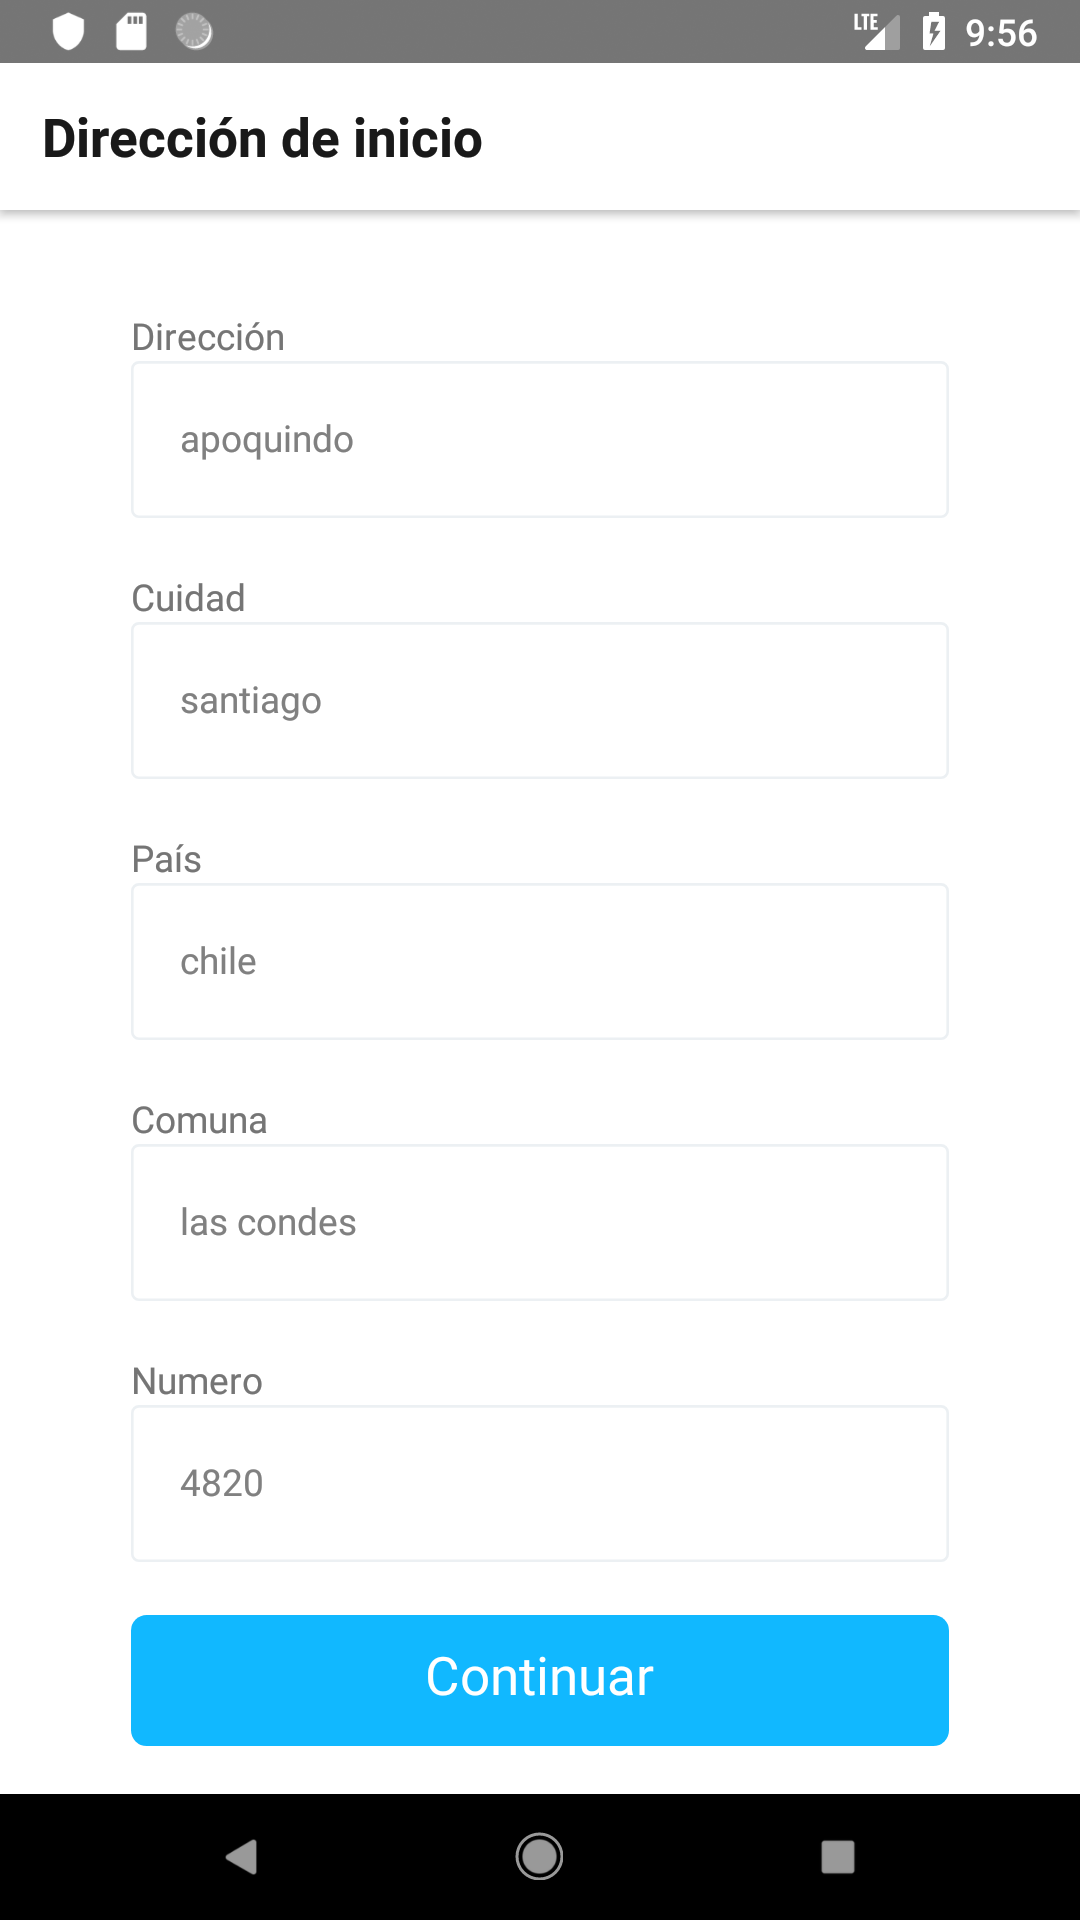 LTE 9:56
Dirección de inicio
Dirección
apoquindo
Cuidad
santiago
País
chile
Comuna
las condes
Numero
4820
Continuar